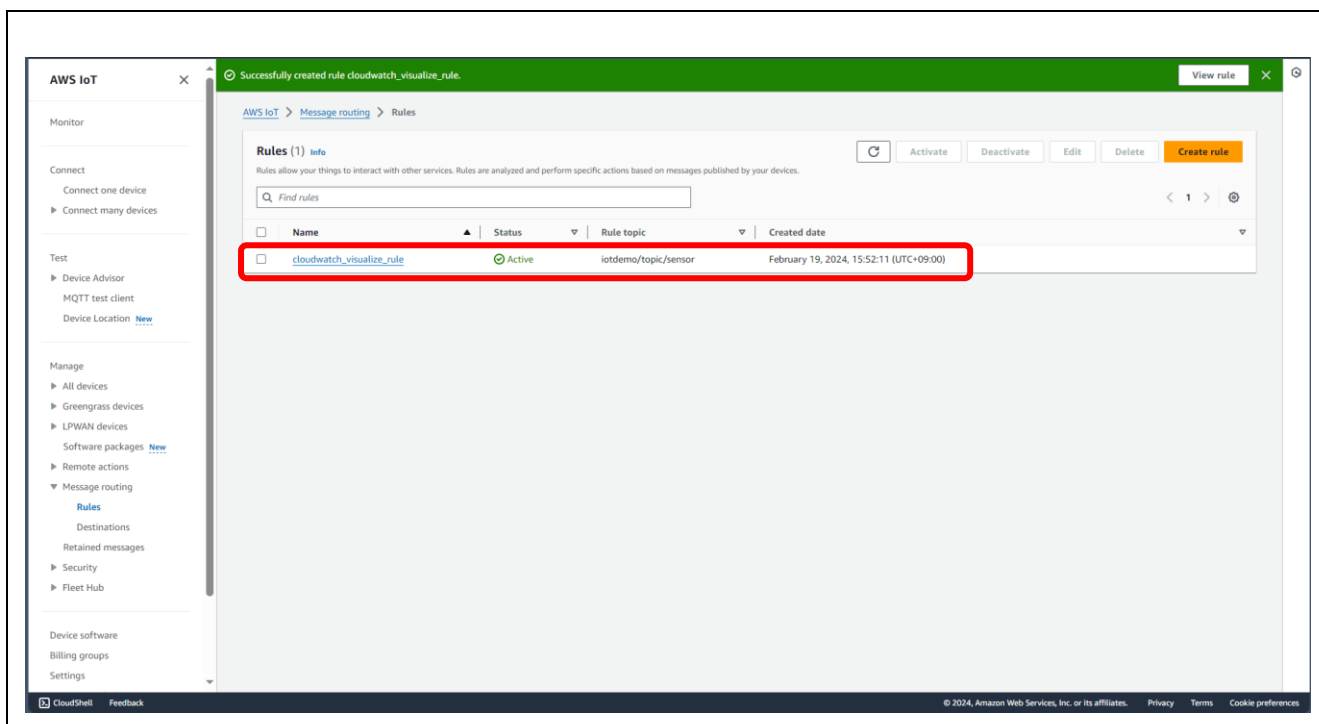 AWS IoT
Successfully created rule cloudwatch_visualize_rule.
View rule
AWS IoT > Message routing > Rules
Monitor
Connect
Connect one device
Connect many devices
Test
Device Advisor
MQTT test client
Device Location New
Manage
All devices
Greengrass devices
LPWAN devices
Software packages New
Remote actions
Message routing
Rules
Destinations
Retained messages
Security
Fleet Hub
Device software
Billing groups
Settings
Rules (1) Info
Activate Deactivate Edit Delete Create rule
Rules allow your things to interact with other services. Rules are analyzed and perform specific actions based on messages published by your devices.
Find rules
1
Name Status Rule topic Created date
cloudwatch_visualize_rule Active iotdemo/topic/sensor February 19, 2024, 15:52:11 (UTC+09:00)
CloudShell Feedback © 2024, Amazon Web Services, Inc. or its affiliates. Privacy Terms Cookie preferences